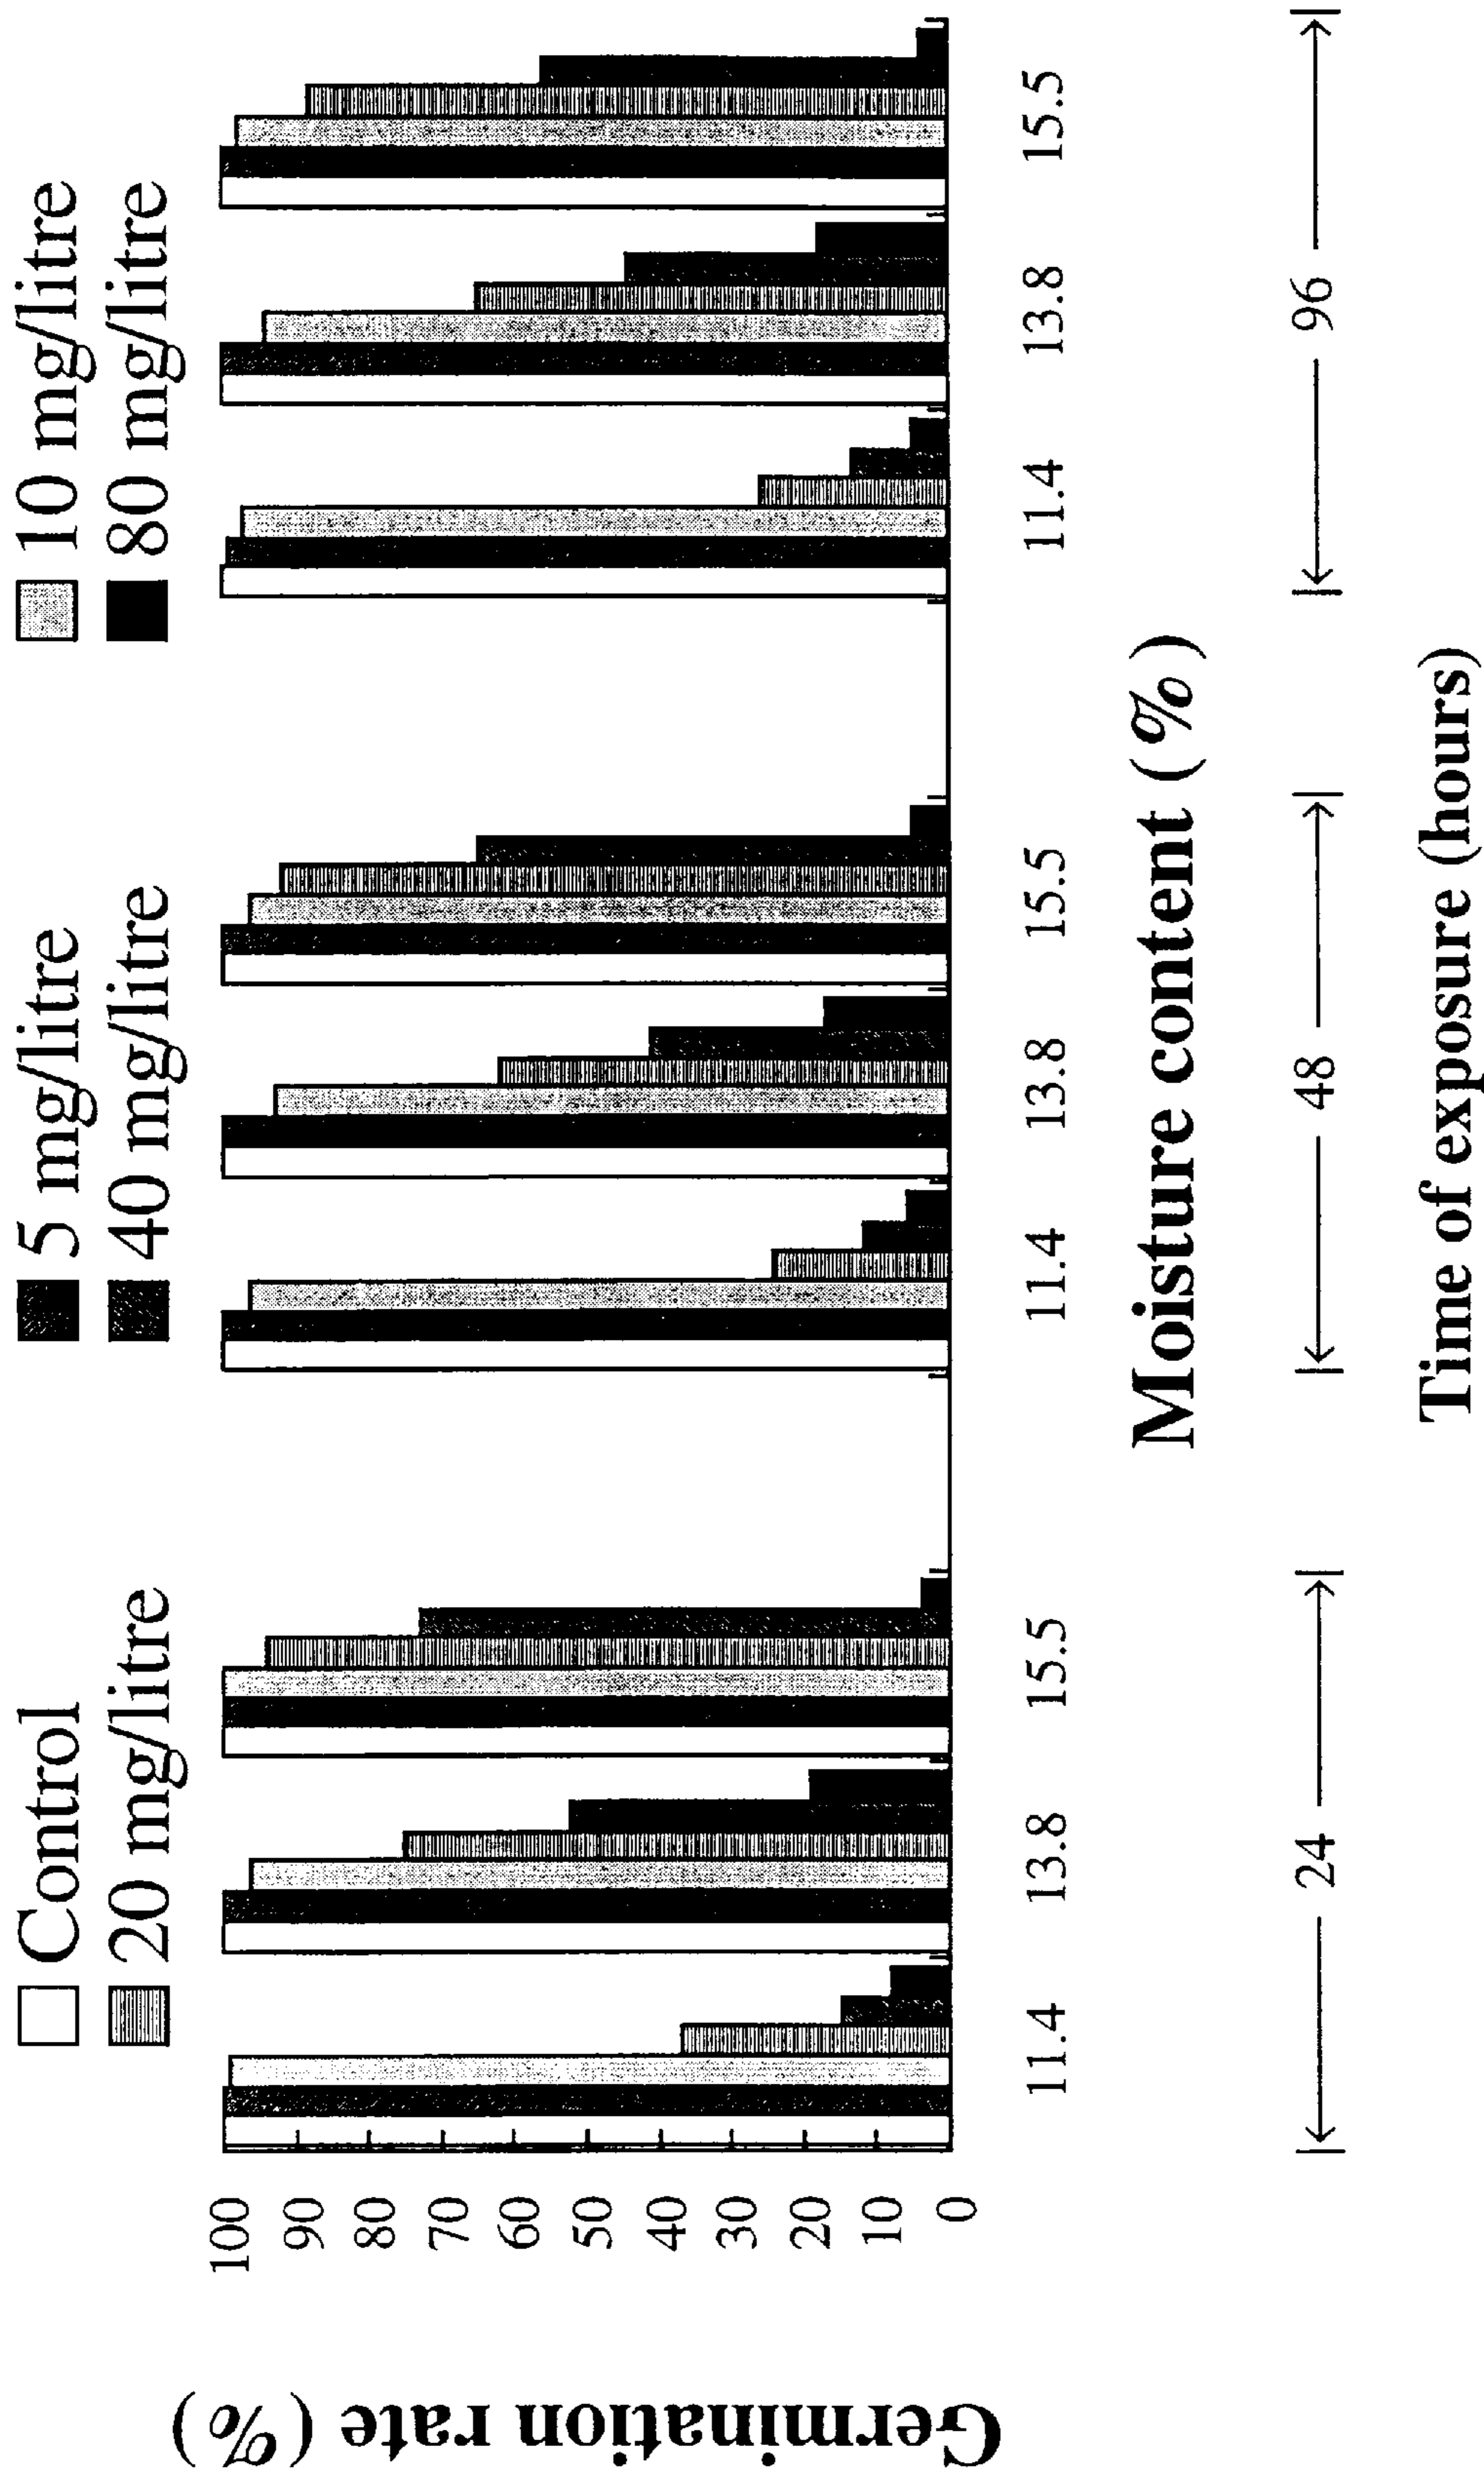 Control 5 mg/litre 10 mg/litre
20 mg/litre 40 mg/litre 80 mg/litre
Germination rate (%)
100
90
80
70
60
50
40
30
20
10
0
11.4 13.8 15.5 11.4 13.8 15.5 11.4 13.8 15.5
Moisture content (%)
24 48 96
Time of exposure (hours)